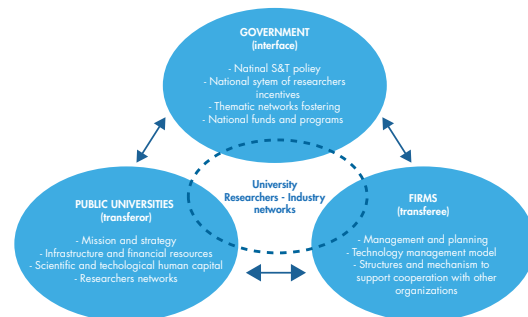 GOVERNMENT
(interface)
- Natinal S&T policy
- National sytem of researchers
incentives
- Thematic networks fostering
- National funds and programs
University
Researchers - Industry
networks
PUBLIC UNIVERSITIES
(transferor)
- Mission and strategy
- Infrastructure and financial resources
- Scientific and techological human capital
- Researchers networks
FIRMS
(transferee)
- Management and planning
- Technology management model
- Structures and mechanism to
support cooperation with other
organizations